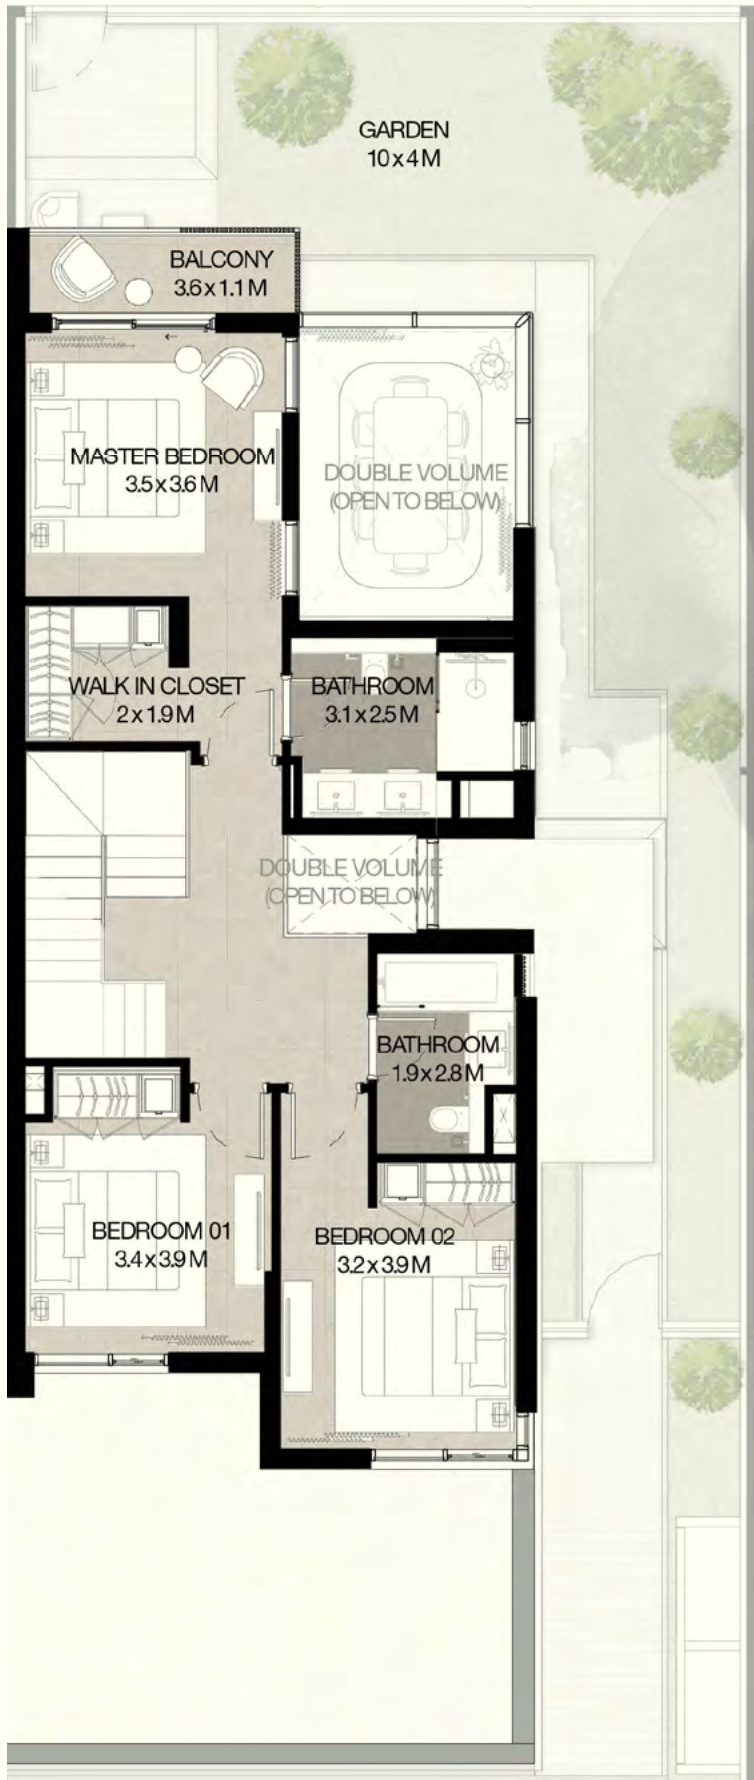 GARDEN
10 x 4 M
BALCONY
3.6 x 1.1 M
MASTER BEDROOM
3.5 x 3.6 M
DOUBLE VOLUME
(OPEN TO BELOW)
WALK IN CLOSET
2 x 1.9 M
BATHROOM
3.1 x 2.5 M
DOUBLE VOLUME
(OPEN TO BELOW)
BATHROOM
1.9 x 2.8 M
BEDROOM 01
3.4 x 3.9 M
BEDROOM 02
3.2 x 3.9 M